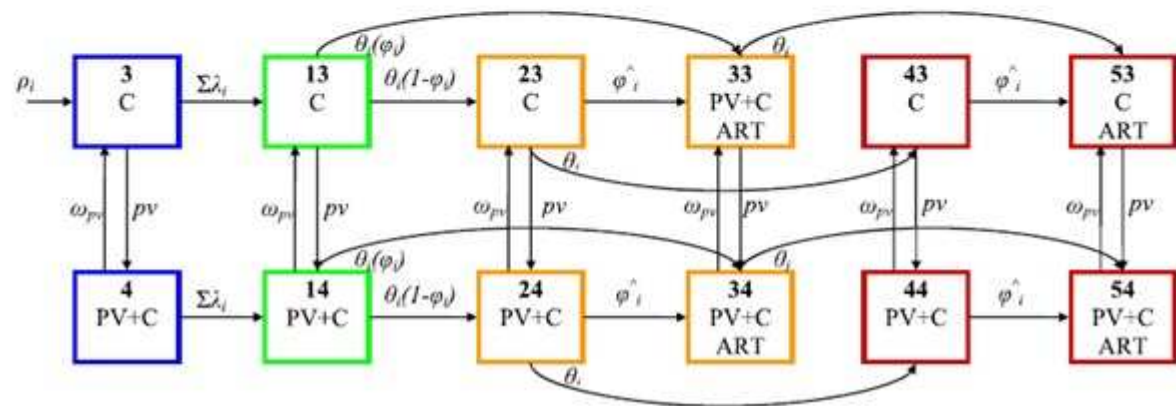 θᵢ(φᵢ)
θᵢ
3
C
13
C
23
C
33
PV+C
ART
43
C
53
C
ART
ρᵢ
Σλᵢ
θᵢ(1-φᵢ)
φ^ᵢ
φ^ᵢ
θᵢ
ωₚᵥ
pv
ωₚᵥ
pv
ωₚᵥ
pv
ωₚᵥ
pv
ωₚᵥ
pv
ωₚᵥ
pv
θᵢ(φᵢ)
θᵢ
4
PV+C
14
PV+C
24
PV+C
34
PV+C
ART
44
PV+C
54
PV+C
ART
Σλᵢ
θᵢ(1-φᵢ)
φ^ᵢ
φ^ᵢ
θᵢ